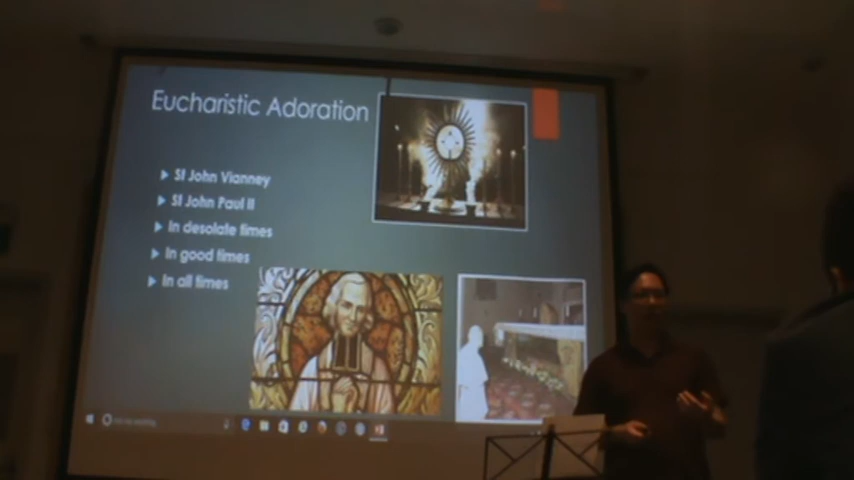 Eucharistic Adoration
St John Vianney
St John Paul II
In desolate times
In good times
In all times